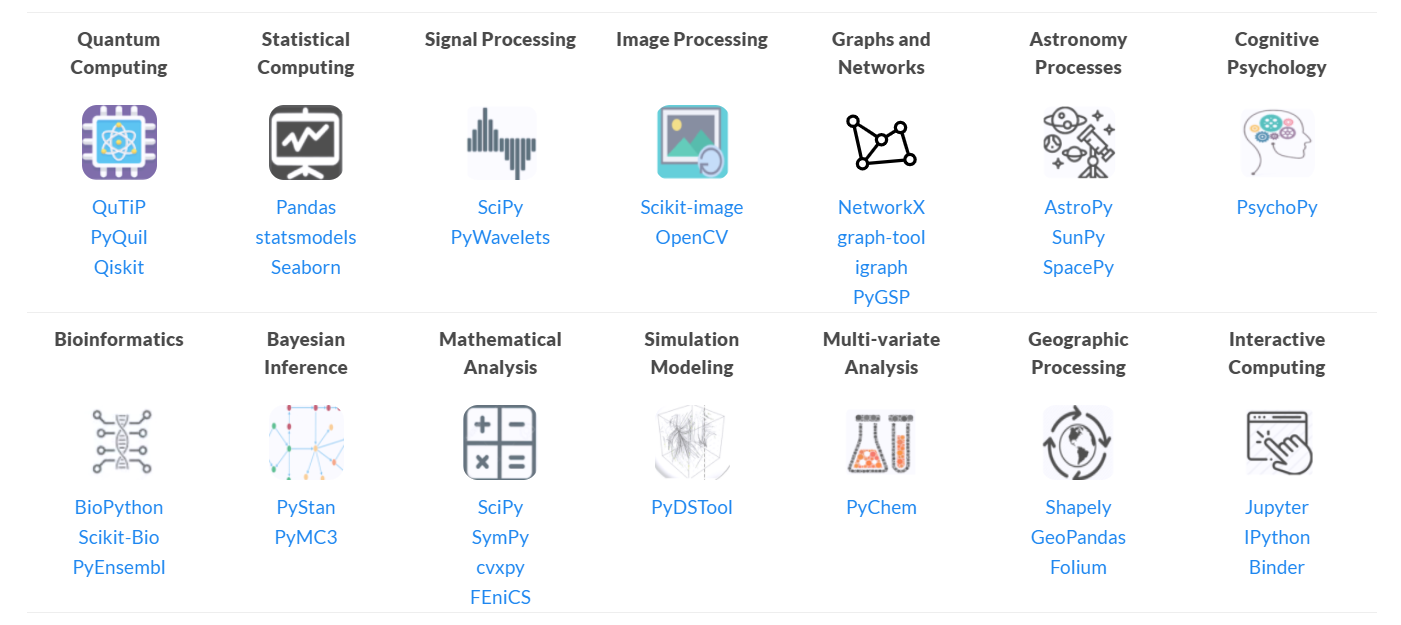 Quantum
Computing
Statistical
Computing
Signal Processing
Image Processing
Graphs and
Networks
Astronomy
Processes
Cognitive
Psychology
QuTiP
PyQuil
Qiskit
Pandas
statsmodels
Seaborn
SciPy
PyWavelets
Scikit-image
OpenCV
NetworkX
graph-tool
igraph
PyGSP
AstroPy
SunPy
SpacePy
PsychoPy
Bioinformatics
Bayesian
Inference
Mathematical
Analysis
Simulation
Modeling
Multi-variate
Analysis
Geographic
Processing
Interactive
Computing
BioPython
Scikit-Bio
PyEnsembl
PyStan
PyMC3
SciPy
SymPy
cvxpy
FEniCS
PyDSTool
PyChem
Shapely
GeoPandas
Folium
Jupyter
IPython
Binder